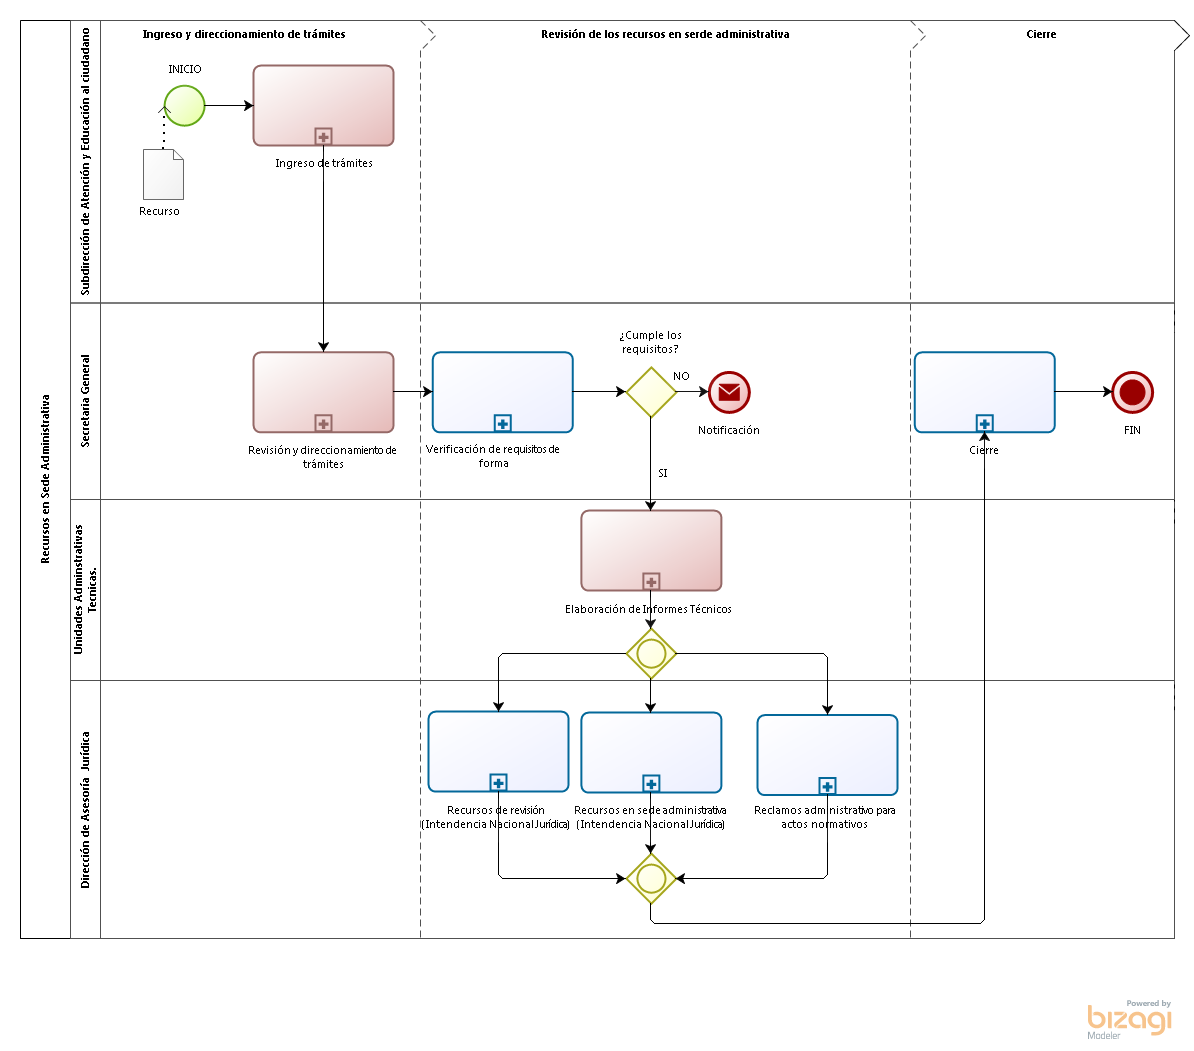 Ingreso y direccionamiento de trámites
Revisión de los recursos en serde administrativa
Cierre
Recursos en Sede Administrativa
Subdirección de Atención y Educación al ciudadano
INICIO
Ingreso de trámites
Recurso
Secretaria General
¿Cumple los
requisitos?
NO
Notificación
Revisión y direccionamiento de
trámites
Verificación de requisitos de
forma
SI
Cierre
FIN
Unidades Adminstrativas
Tecnicas.
Elaboración de Informes Técnicos
Dirección de Asesoría Jurídica
Recursos de revisión
(Intendencia Nacional Jurídica)
Recursos en sede administrativa
(Intendencia Nacional Jurídica)
Reclamos administrativo para
actos normativos
Powered by
bizagi
Modeler